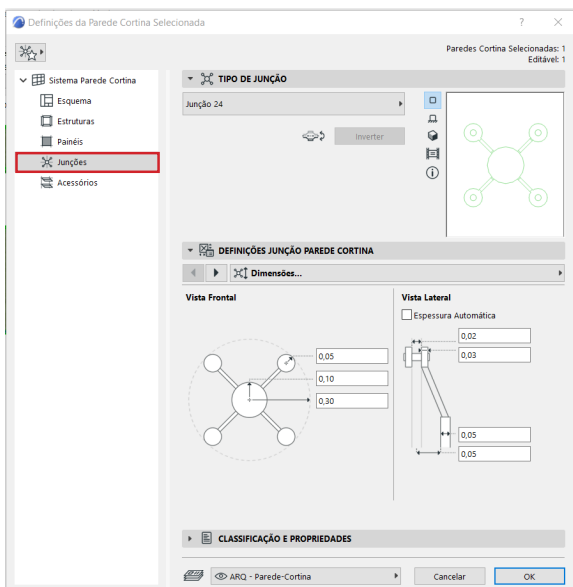 Definições da Parede Cortina Selecionada
?
Paredes Cortina Selecionadas: 1
Editável: 1
Sistema Parede Cortina
Esquema
Estruturas
Painéis
Junções
Acessórios
TIPO DE JUNÇÃO
Junção 24
Inverter
DEFINIÇÕES JUNÇÃO PAREDE CORTINA
Dimensões...
Vista Frontal
0,05
0,10
0,30
Vista Lateral
Espessura Automática
0,02
0,03
0,05
0,05
CLASSIFICAÇÃO E PROPRIEDADES
ARQ - Parede-Cortina
Cancelar
OK